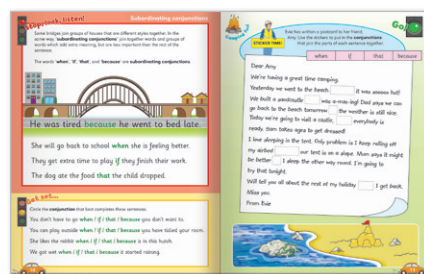 Stop, look, listen!
Subordinating conjunctions
Some bridges join groups of houses that are different styles together. In the
same way, 'subordinating conjunctions' join together words and groups of
words which add extra meaning, but are less important than the rest of the
sentence.
The words 'when', 'if', 'that', and 'because' are subordinating conjunctions.
He was tired because he went to bed late.
She will go back to school when she is feeling better.
They get extra time to play if they finish their work.
The dog ate the food that the child dropped.
Get set...
Circle the conjunction that best completes these sentences.
You don't have to go when / if / that / because you don't want to.
You can play outside when / if / that / because you have tidied your room.
She likes the rabbit when / if / that / because is in this hutch.
We got wet when / if / that / because it started raining.
Go!
Evie has written a postcard to her friend,
Amy. Use the stickers to put in the conjunctions
that join the parts of each sentence together.
STICKER TIME!
when if that because
Dear Amy
We're having a great time camping.
Yesterday we went to the beach it was sooooo hot!
We built a sandcastle was a-maz-ing! Dad says we can
go back to the beach tomorrow the weather is still nice.
Today we're going to visit a castle, everybody is
ready. Sam takes ages to get dressed!
I love sleeping in the tent. Only problem is I keep rolling off
my airbed our tent is on a slope. Mum says it might
be better I sleep the other way round. I'm going to
try that tonight.
Will tell you all about the rest of my holiday I get back.
Miss you.
From Evie